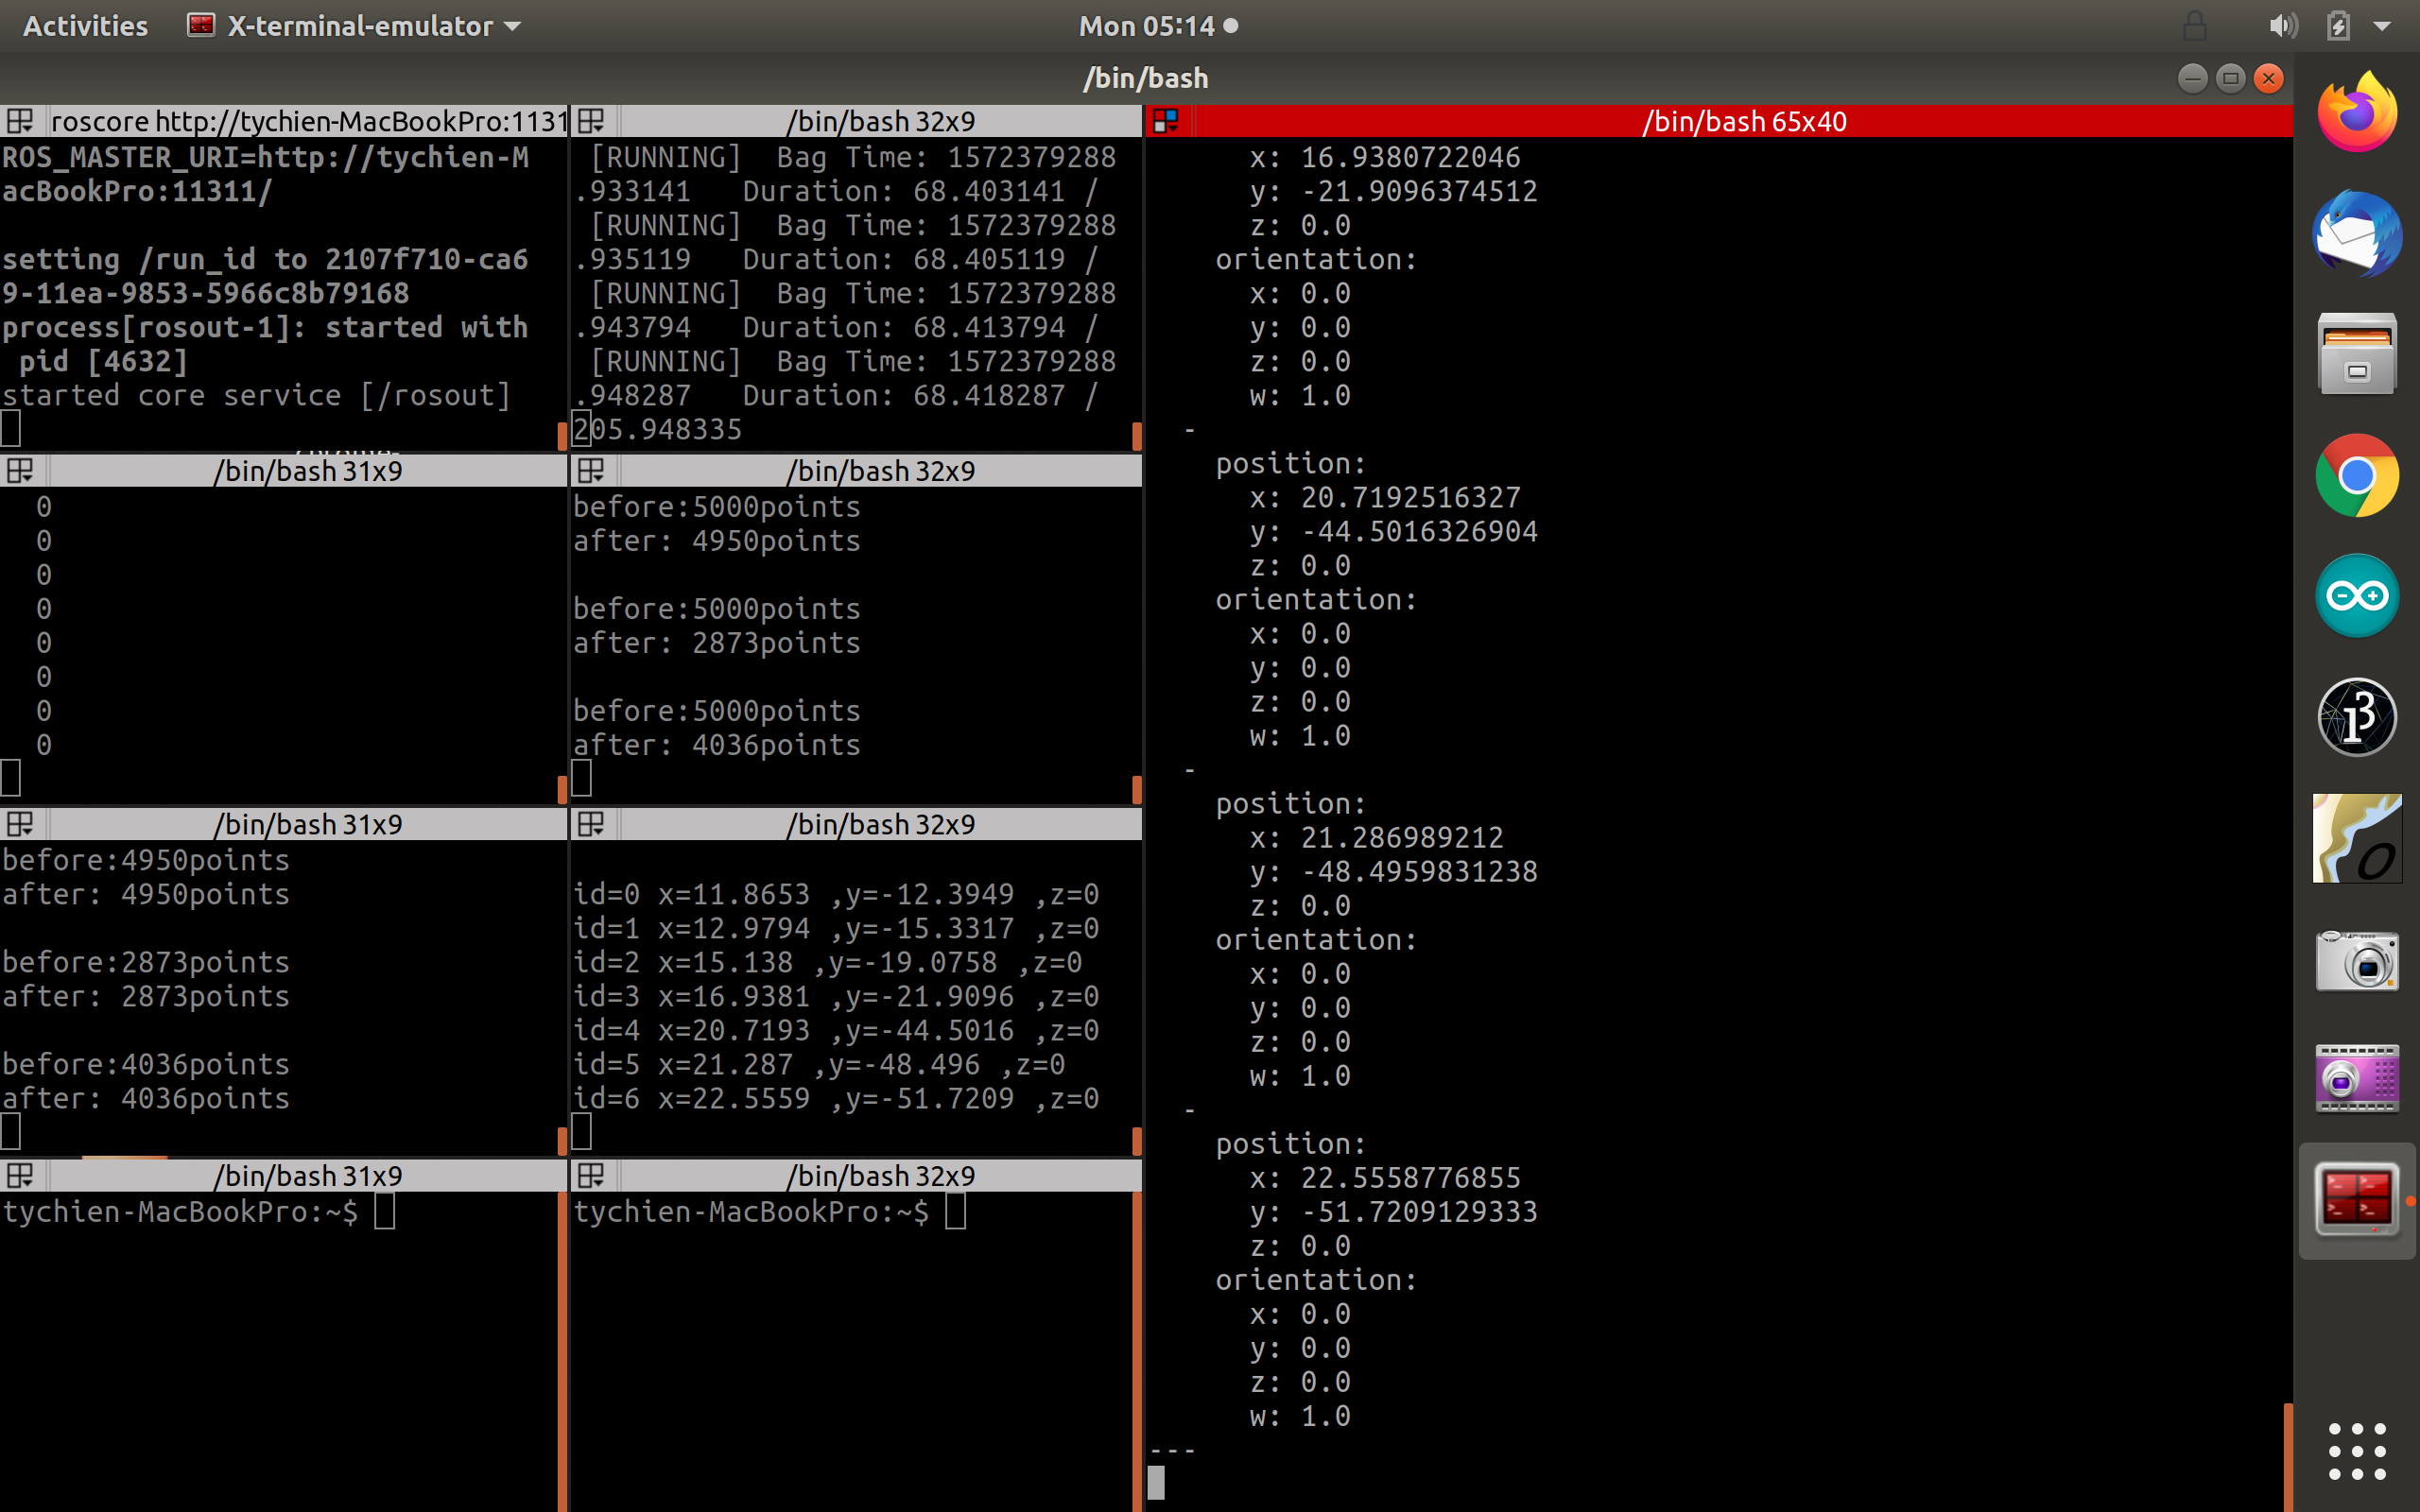 Activities
X-terminal-emulator
Mon 05:14
/bin/bash
roscore http://tychien-MacBookPro:1131
ROS_MASTER_URI=http://tychien-M
acBookPro:11311/
setting /run_id to 2107f710-ca6
9-11ea-9853-5966c8b79168
process[rosout-1]: started with
pid [4632]
started core service [/rosout]
/bin/bash 32x9
[RUNNING]  Bag Time: 1572379288
.933141   Duration: 68.403141 /
[RUNNING]  Bag Time: 1572379288
.935119   Duration: 68.405119 /
[RUNNING]  Bag Time: 1572379288
.943794   Duration: 68.413794 /
[RUNNING]  Bag Time: 1572379288
.948287   Duration: 68.418287 /
205.948335
/bin/bash 31x9
0
0
0
0
0
0
0
0
/bin/bash 32x9
before:5000points
after: 4950points
before:5000points
after: 2873points
before:5000points
after: 4036points
/bin/bash 31x9
before:4950points
after: 4950points
before:2873points
after: 2873points
before:4036points
after: 4036points
/bin/bash 32x9
id=0 x=11.8653 ,y=-12.3949 ,z=0
id=1 x=12.9794 ,y=-15.3317 ,z=0
id=2 x=15.138 ,y=-19.0758 ,z=0
id=3 x=16.9381 ,y=-21.9096 ,z=0
id=4 x=20.7193 ,y=-44.5016 ,z=0
id=5 x=21.287 ,y=-48.496 ,z=0
id=6 x=22.5559 ,y=-51.7209 ,z=0
/bin/bash 31x9
tychien-MacBookPro:~$
/bin/bash 32x9
tychien-MacBookPro:~$
/bin/bash 65x40
x: 16.9380722046
y: -21.9096374512
z: 0.0
orientation:
x: 0.0
y: 0.0
z: 0.0
w: 1.0
-
position:
x: 20.7192516327
y: -44.5016326904
z: 0.0
orientation:
x: 0.0
y: 0.0
z: 0.0
w: 1.0
-
position:
x: 21.286989212
y: -48.4959831238
z: 0.0
orientation:
x: 0.0
y: 0.0
z: 0.0
w: 1.0
-
position:
x: 22.5558776855
y: -51.7209129333
z: 0.0
orientation:
x: 0.0
y: 0.0
z: 0.0
w: 1.0
---